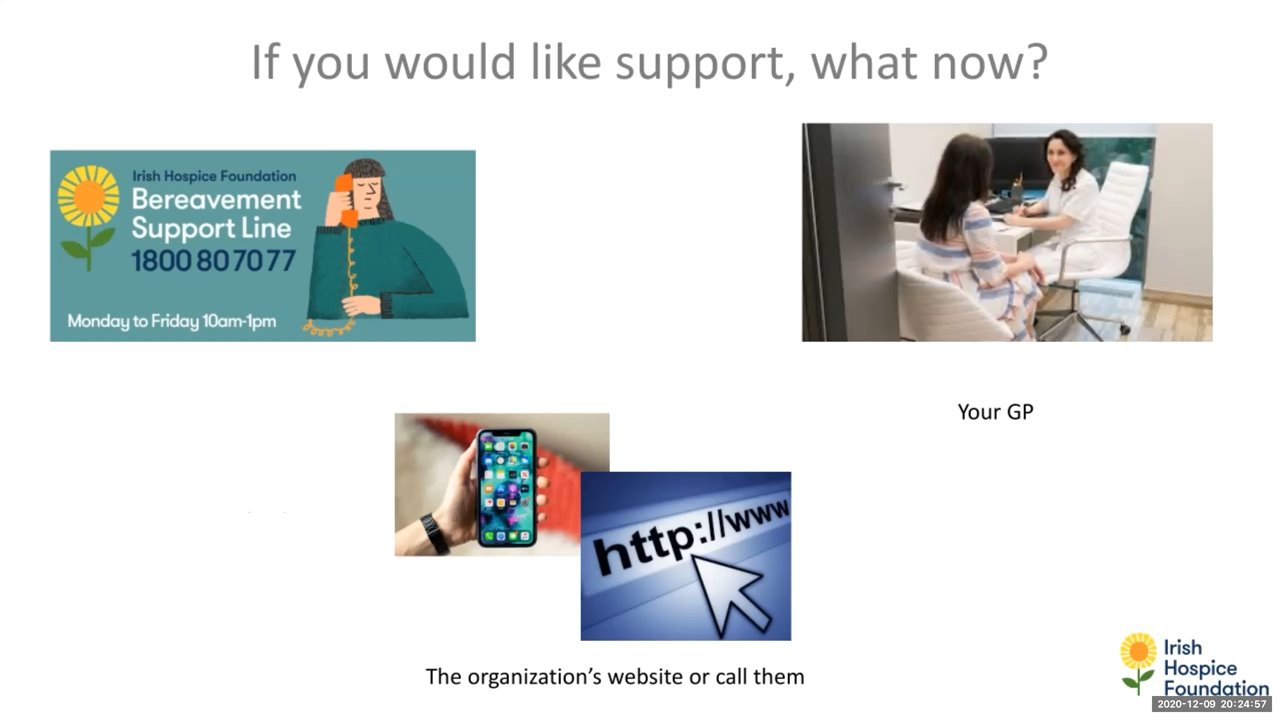 If you would like support, what now?
Irish Hospice Foundation
Bereavement
Support Line
1800 80 70 77
Monday to Friday 10am-1pm
Your GP
http://www
The organization's website or call them
Irish
Hospice
Foundation
2020-12-09 20:24:57